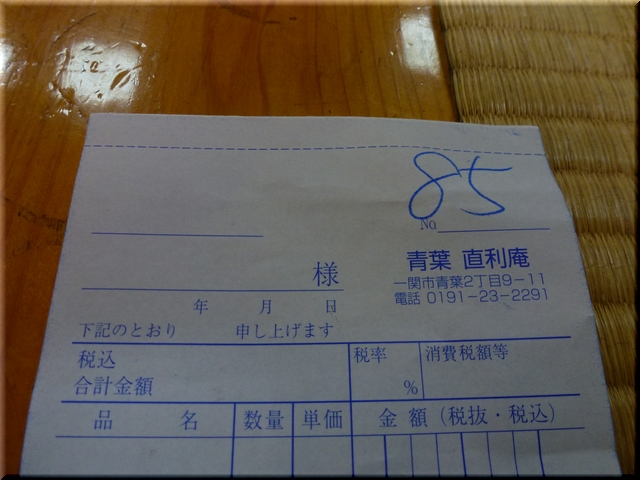 85
No
様
青葉 直利庵
一関市青葉2丁目9-11
電話 0191-23-2291
年 月 日
下記のとおり 申し上げます
税込
合計金額
税率
%
消費税額等
品 名 数量 単価 金 額 (税抜・税込)